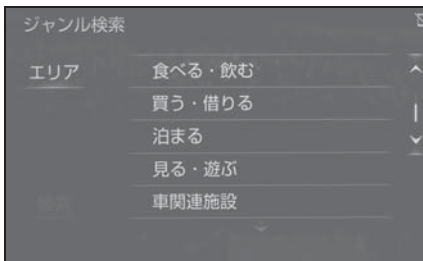 ジャンル検索
エリア
食べる・飲む
買う・借りる
泊まる
見る・遊ぶ
車関連施設